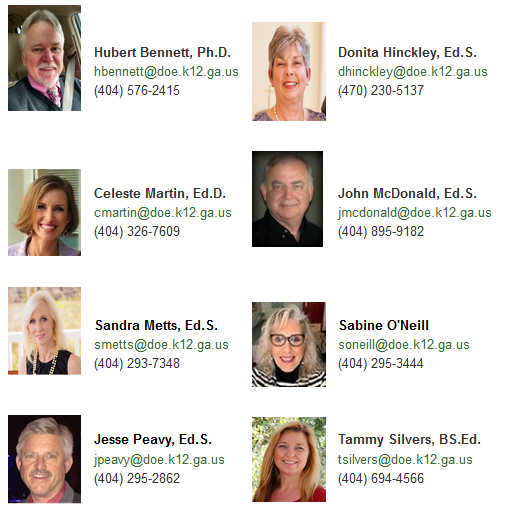 Hubert Bennett, Ph.D.
hbennett@doe.k12.ga.us
(404) 576-2415
Donita Hinckley, Ed.S.
dhinckley@doe.k12.ga.us
(470) 230-5137
Celeste Martin, Ed.D.
cmartin@doe.k12.ga.us
(404) 326-7609
John McDonald, Ed.S.
jmcdonald@doe.k12.ga.us
(404) 895-9182
Sandra Metts, Ed.S.
smetts@doe.k12.ga.us
(404) 293-7348
Sabine O'Neill
soneill@doe.k12.ga.us
(404) 295-3444
Jesse Peavy, Ed.S.
jpeavy@doe.k12.ga.us
(404) 295-2862
Tammy Silvers, BS.Ed.
tsilvers@doe.k12.ga.us
(404) 694-4566